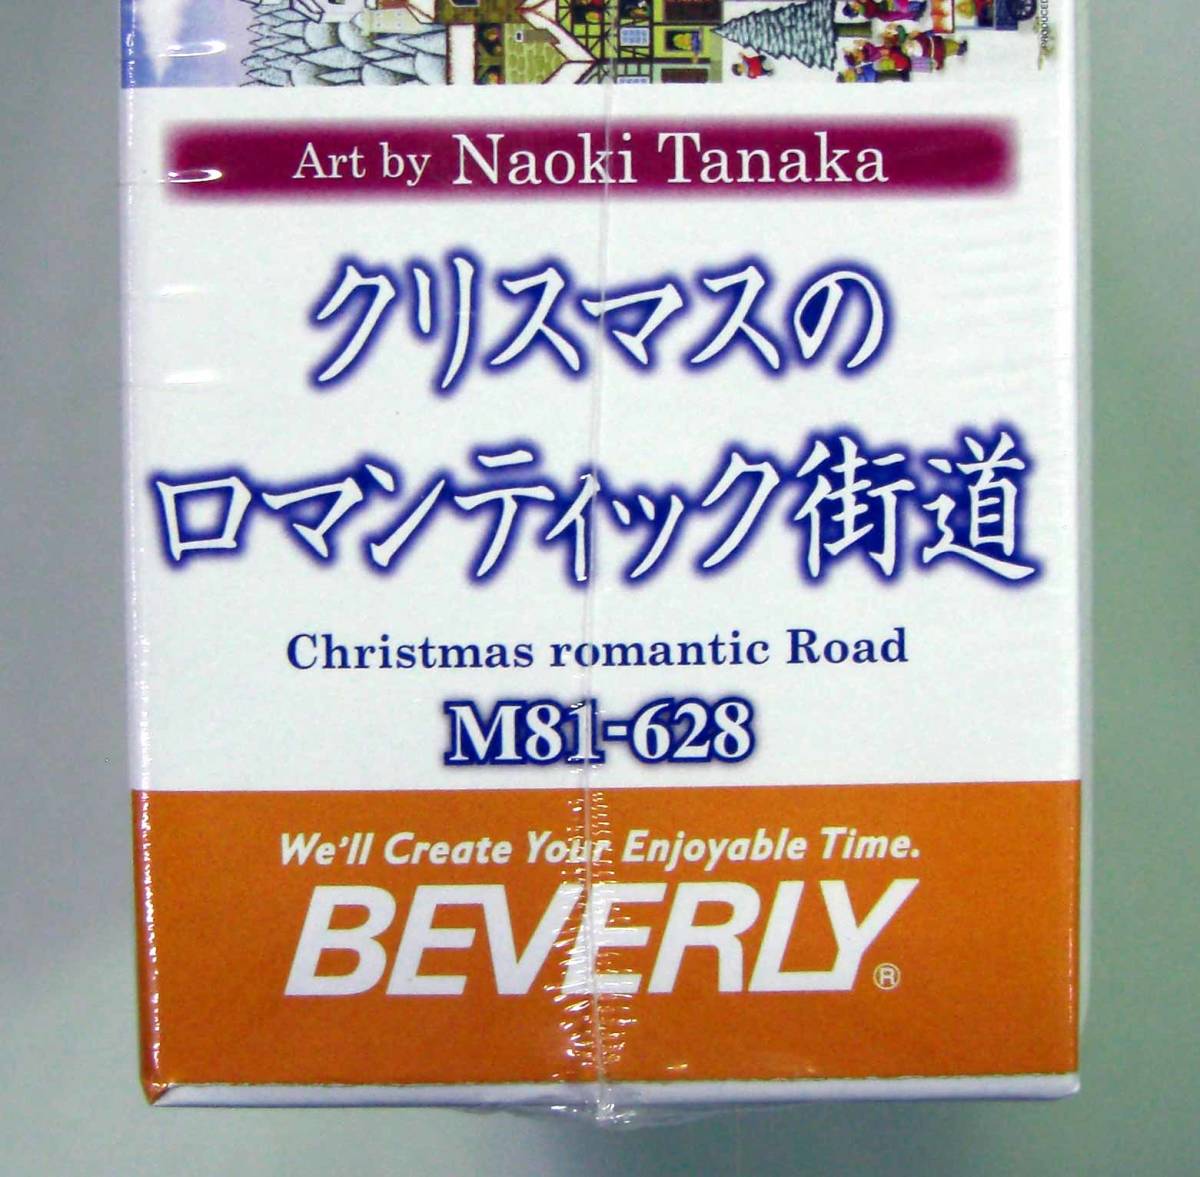 Art by Naoki Tanaka
クリスマスの
ロマンティック街道
Christmas romantic Road
M81-628
We'll Create Your Enjoyable Time.
BEVERLY®